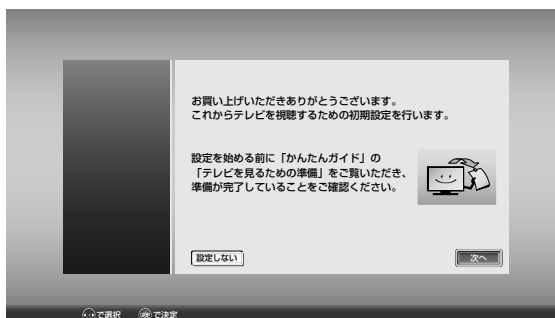 お買い上げいただきありがとうございます。
これからテレビを視聴するための初期設定を行います。
設定を始める前に「かんたんガイド」の
「テレビを見るための準備」をご覧いただき、
準備が完了していることをご確認ください。
設定しない 次へ
で選択 決定 で決定